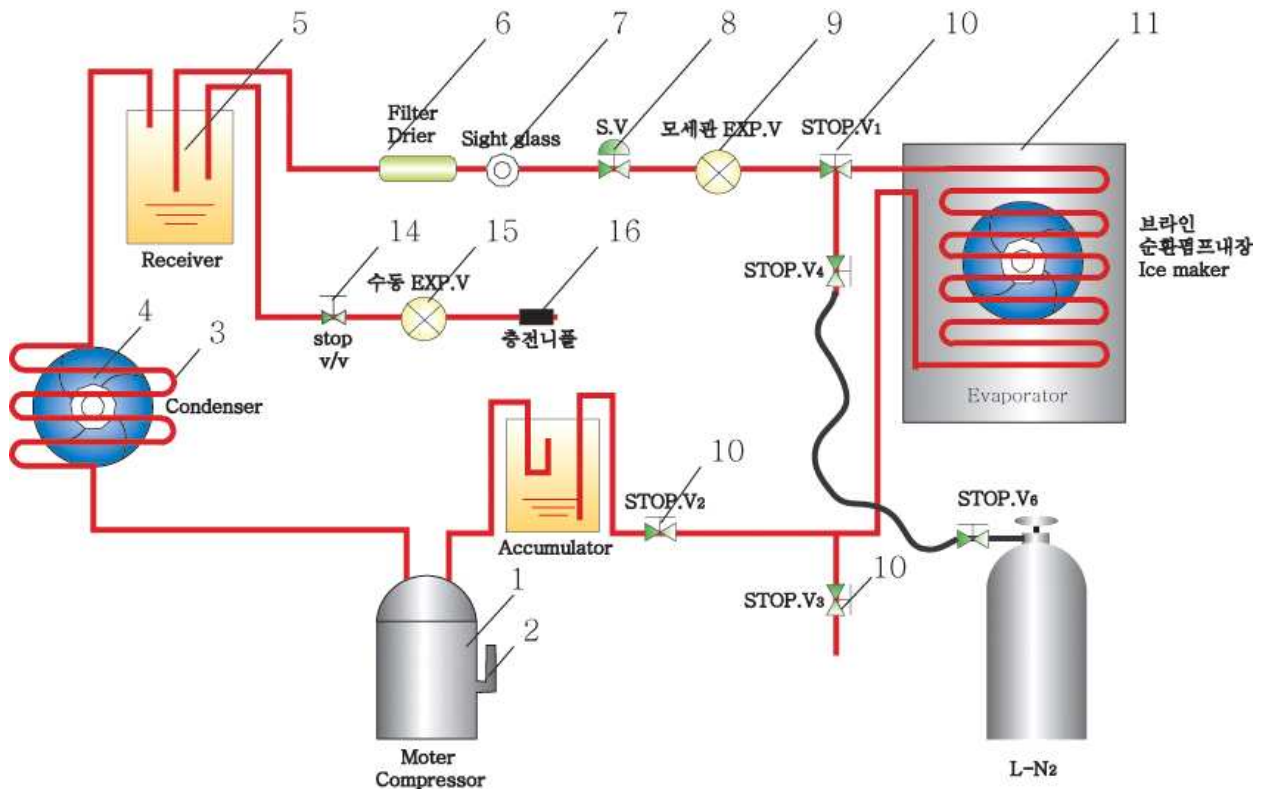 5
6
7
8
9
10
11
Filter
Drier
Sight glass
S.V
모세관 EXP.V
STOP.V1
Receiver
14
15
16
STOP.V4
브라인
순환펌프내장
Ice maker
수동 EXP.V
4
3
stop
v/v
충전니플
Condenser
Evaporator
10
STOP.V2
STOP.V6
Accumulator
1
2
STOP.V3
10
Moter
Compressor
L-N2